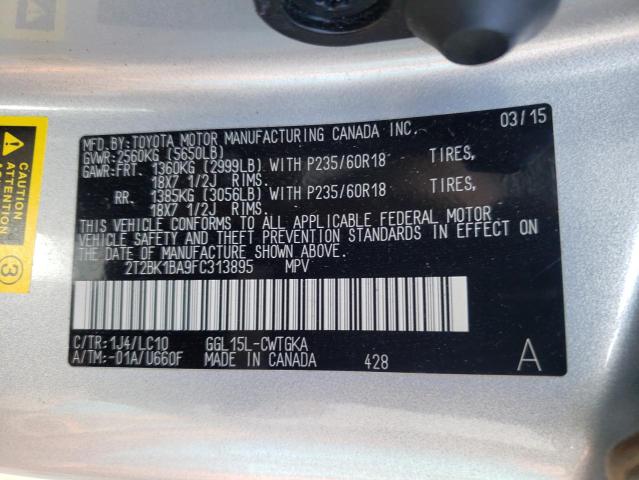 MFD. BY: TOYOTA MOTOR MANUFACTURING CANADA INC. 03/15
GVWR: 2560KG (5650LB)
GAWR: FRT. 1360KG (2999LB) WITH P235/60R18 TIRES,
18X7 1/2J RIMS.
RR. 1385KG (3056LB) WITH P235/60R18 TIRES,
18X7 1/2J RIMS.
THIS VEHICLE CONFORMS TO ALL APPLICABLE FEDERAL MOTOR
VEHICLE SAFETY AND THEFT PREVENTION STANDARDS IN EFFECT ON
THE DATE OF MANUFACTURE SHOWN ABOVE.
2T2BK1BA9FC313895 MPV
C/TR: 1J4/LC10 GGL15L-CWTGKA
A/TM: -01A/U660F MADE IN CANADA 428 A
CAUTION
ATTENTION
3